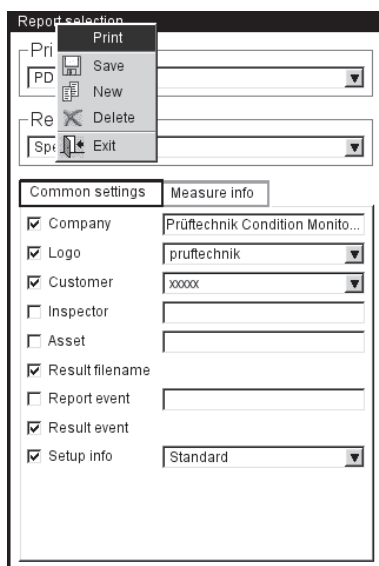 Report selection
Print
Save
New
Delete
Exit
Pri
PD
Re
Spe
Common settings
Measure info
Company
Prüftechnik Condition Monito...
Logo
pruftechnik
Customer
xxxxx
Inspector
Asset
Result filename
Report event
Result event
Setup info
Standard